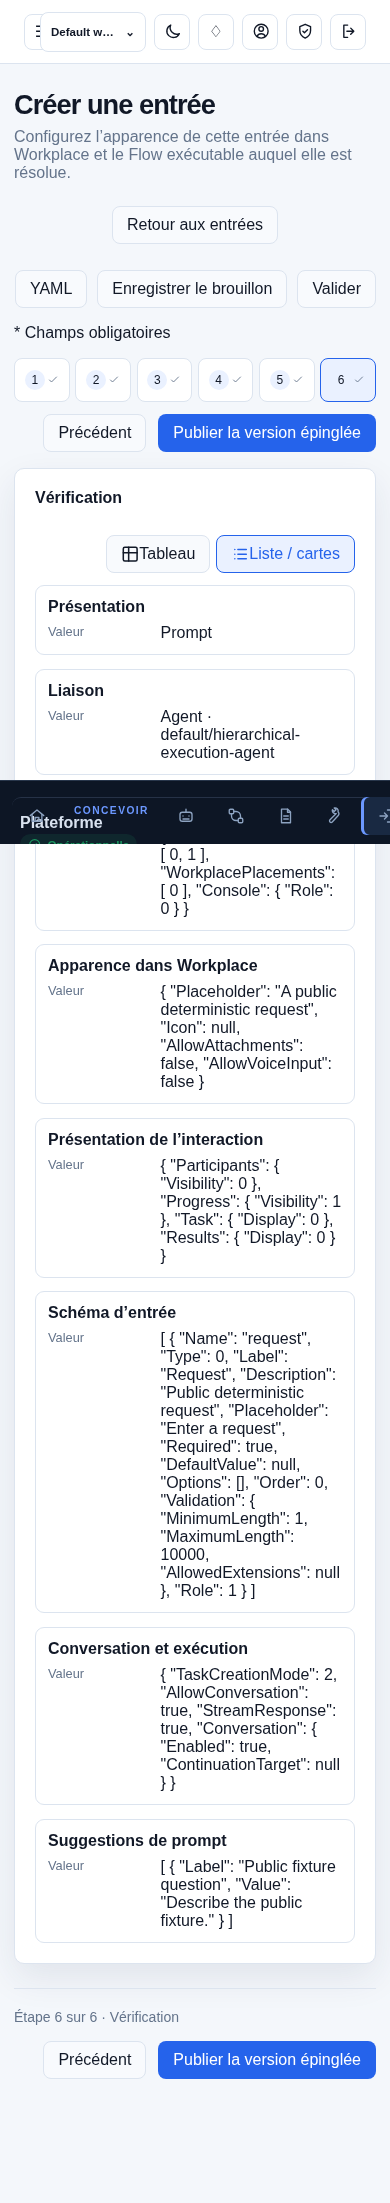 Default w...
Créer une entrée
Configurez l’apparence de cette entrée dans
Workplace et le Flow exécutable auquel elle est
résolue.
Retour aux entrées
YAML
Enregistrer le brouillon
Valider
* Champs obligatoires
1
2
3
4
5
6
Précédent
Publier la version épinglée
Vérification
Tableau
Liste / cartes
Présentation
Valeur
Prompt
Liaison
Valeur
Agent ·
default/hierarchical-
execution-agent
CONCEVOIR
Plateforme
Opérationnelle
[ 0, 1 ],
"WorkplacePlacements":
[ 0 ], "Console": { "Role":
0 } }
Apparence dans Workplace
Valeur
{ "Placeholder": "A public
deterministic request",
"Icon": null,
"AllowAttachments":
false, "AllowVoiceInput":
false }
Présentation de l’interaction
Valeur
{ "Participants": {
"Visibility": 0 },
"Progress": { "Visibility": 1
}, "Task": { "Display": 0 },
"Results": { "Display": 0 }
}
Schéma d’entrée
Valeur
[ { "Name": "request",
"Type": 0, "Label":
"Request", "Description":
"Public deterministic
request", "Placeholder":
"Enter a request",
"Required": true,
"DefaultValue": null,
"Options": [], "Order": 0,
"Validation": {
"MinimumLength": 1,
"MaximumLength":
10000,
"AllowedExtensions": null
}, "Role": 1 } ]
Conversation et exécution
Valeur
{ "TaskCreationMode": 2,
"AllowConversation":
true, "StreamResponse":
true, "Conversation": {
"Enabled": true,
"ContinuationTarget": null
} }
Suggestions de prompt
Valeur
[ { "Label": "Public fixture
question", "Value":
"Describe the public
fixture." } ]
Étape 6 sur 6 · Vérification
Précédent
Publier la version épinglée